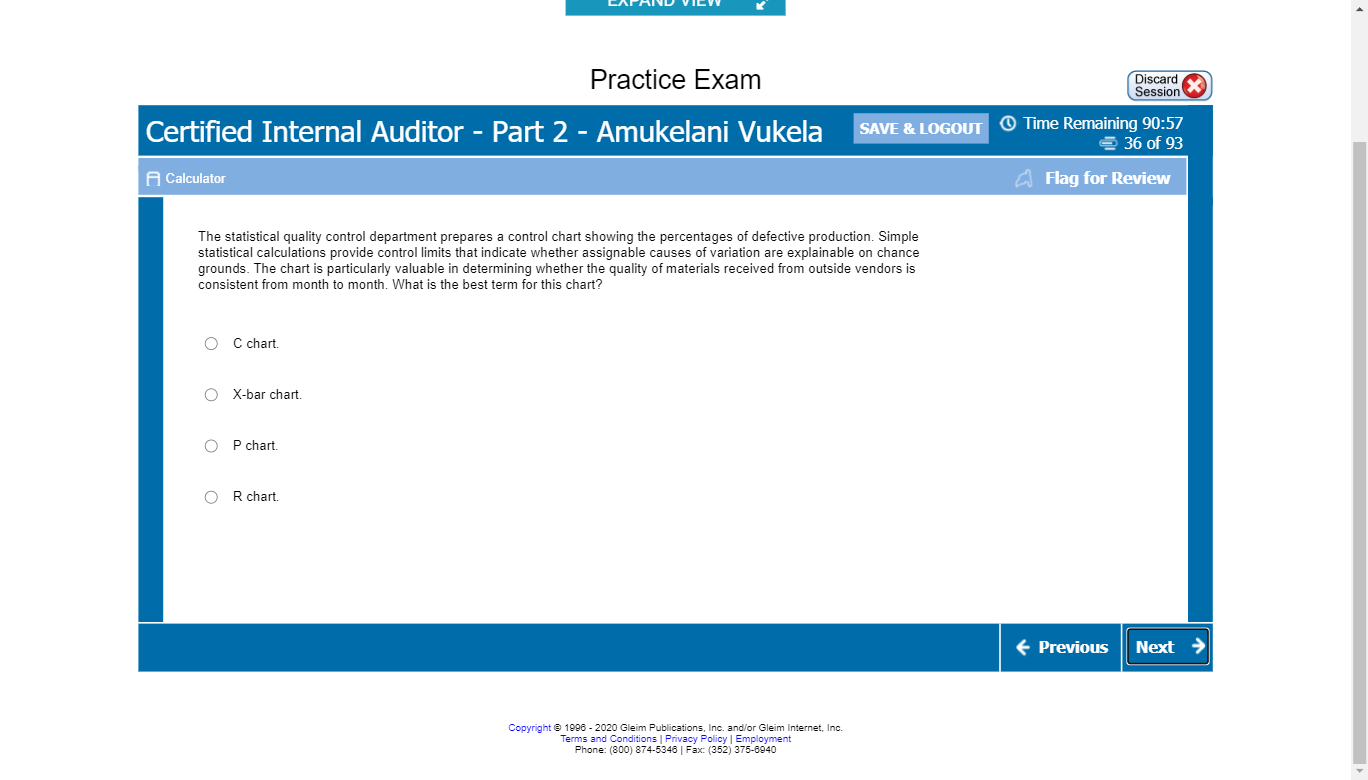 EXPAND VIEW
Practice Exam
Discard
Session
Certified Internal Auditor - Part 2 - Amukelani Vukela
SAVE & LOGOUT
Time Remaining 90:57
36 of 93
Calculator
Flag for Review
The statistical quality control department prepares a control chart showing the percentages of defective production. Simple
statistical calculations provide control limits that indicate whether assignable causes of variation are explainable on chance
grounds. The chart is particularly valuable in determining whether the quality of materials received from outside vendors is
consistent from month to month. What is the best term for this chart?
C chart.
X-bar chart.
P chart.
R chart.
Previous
Next
Copyright © 1996 - 2020 Gleim Publications, Inc. and/or Gleim Internet, Inc.
Terms and Conditions | Privacy Policy | Employment
Phone: (800) 874-5346 | Fax: (352) 375-6940